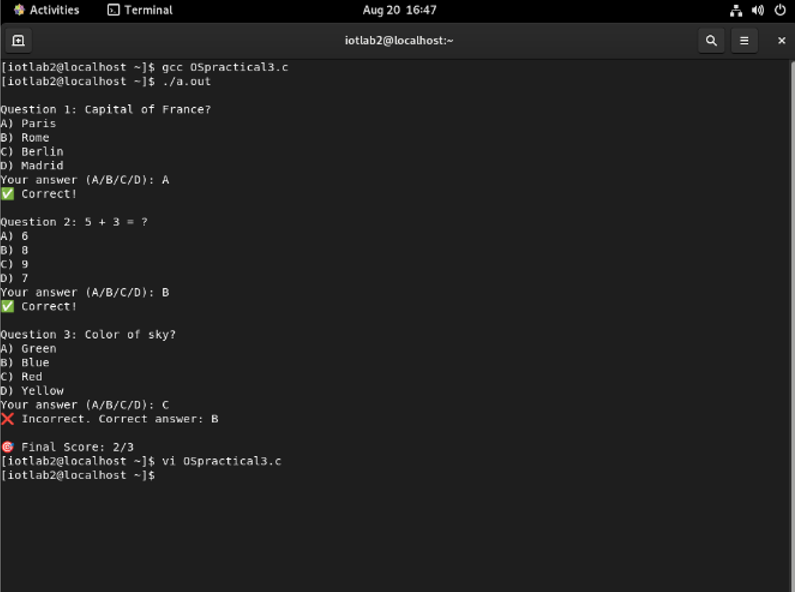 Activities Terminal Aug 20 16:47
iotlab2@localhost:~
[iotlab2@localhost ~]$ gcc OSpractical3.c
[iotlab2@localhost ~]$ ./a.out
Question 1: Capital of France?
A) Paris
B) Rome
C) Berlin
D) Madrid
Your answer (A/B/C/D): A
✅ Correct!
Question 2: 5 + 3 = ?
A) 6
B) 8
C) 9
D) 7
Your answer (A/B/C/D): B
✅ Correct!
Question 3: Color of sky?
A) Green
B) Blue
C) Red
D) Yellow
Your answer (A/B/C/D): C
❌ Incorrect. Correct answer: B
🎯 Final Score: 2/3
[iotlab2@localhost ~]$ vi OSpractical3.c
[iotlab2@localhost ~]$